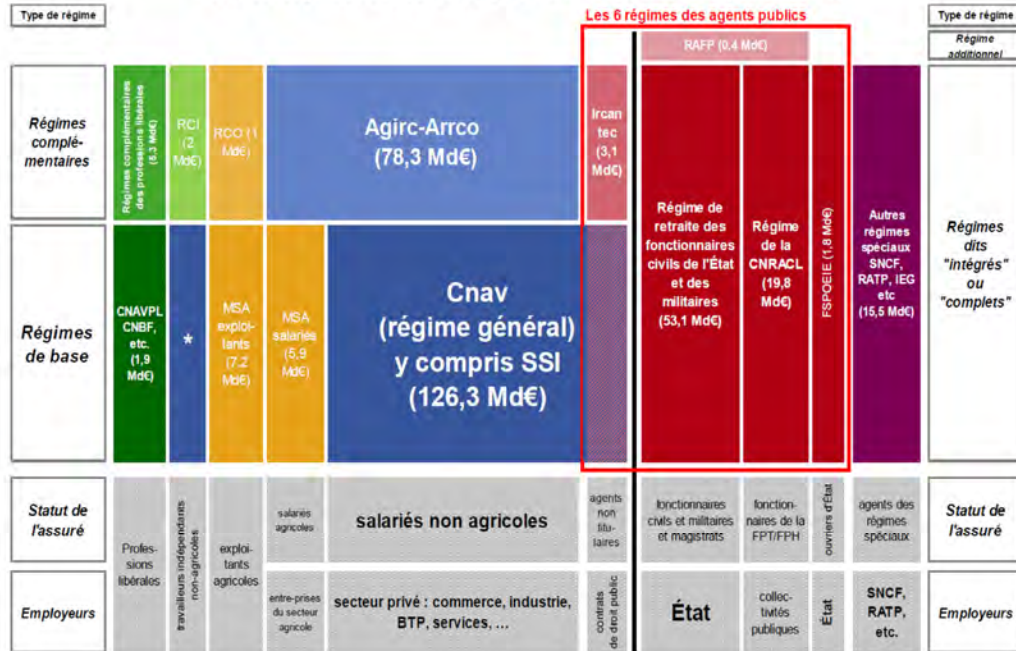 Type de régime
Les 6 régimes des agents publics
Type de régime
RAFP (0,4 Md€)
Régime
additionnel
Régimes
complé-
mentaires
Régimes complémentaires
des professions libérales
(5,3 Md€)
RCI
(2
Md€)
RCO (1
Md€)
Agirc-Arrco
(78,3 Md€)
Ircan
tec
(3,1
Md€)
Régime de
retraite des
fonctionnaires
civils de l'État
et des
militaires
(53,1 Md€)
Régime
de la
CNRACL
(19,8
Md€)
FSPOEIE (1,8 Md€)
Autres
régimes
spéciaux
SNCF,
RATP, IEG
etc
(15,5 Md€)
Régimes
dits
"intégrés"
ou
"complets"
Régimes
de base
CNAVPL
CNBF,
etc.
(1,9
Md€)
*
MSA
exploi-
tants
(7,2
Md€)
MSA
salariés
(5,9
Md€)
Cnav
(régime général)
y compris SSI
(126,3 Md€)
Statut de
l'assuré
Profes-
sions
libérales
travailleurs indépendants
non-agricoles
exploi-
tants
agricoles
salariés
agricoles
salariés non agricoles
agents
non
titu-
laires
fonctionnaires
civils et militaires
et magistrats
fonction-
naires de la
FPT/FPH
ouvriers d'État
agents des
régimes
spéciaux
Statut de
l'assuré
Employeurs
entre-prises
du secteur
agricole
secteur privé : commerce, industrie,
BTP, services, ...
contrats
de droit public
État
collec-
tivités
publiques
État
SNCF,
RATP,
etc.
Employeurs